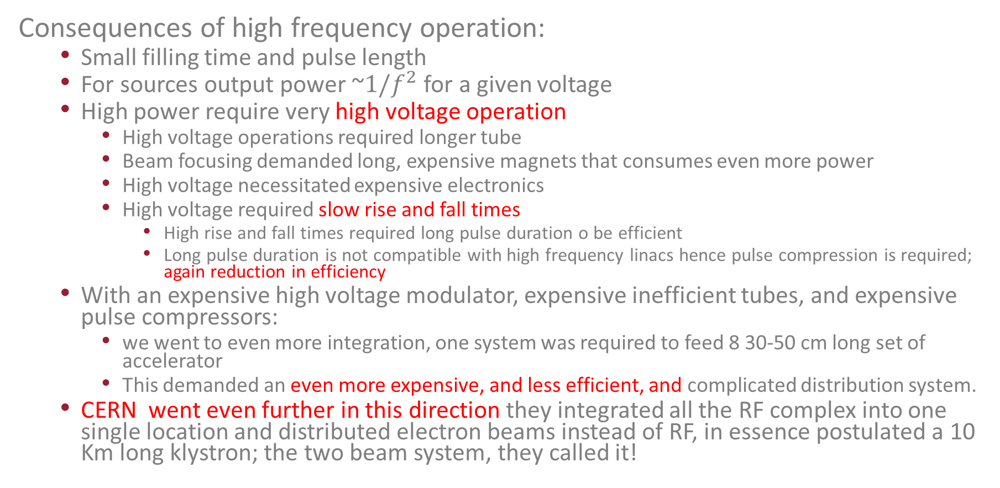 Consequences of high frequency operation:
• Small filling time and pulse length
• For sources output power ~1/f² for a given voltage
• High power require very high voltage operation
• High voltage operations required longer tube
• Beam focusing demanded long, expensive magnets that consumes even more power
• High voltage necessitated expensive electronics
• High voltage required slow rise and fall times
• High rise and fall times required long pulse duration o be efficient
• Long pulse duration is not compatible with high frequency linacs hence pulse compression is required;
again reduction in efficiency
• With an expensive high voltage modulator, expensive inefficient tubes, and expensive
pulse compressors:
• we went to even more integration, one system was required to feed 8 30-50 cm long set of
accelerator
• This demanded an even more expensive, and less efficient, and complicated distribution system.
• CERN  went even further in this direction they integrated all the RF complex into one
single location and distributed electron beams instead of RF, in essence postulated a 10
Km long klystron; the two beam system, they called it!